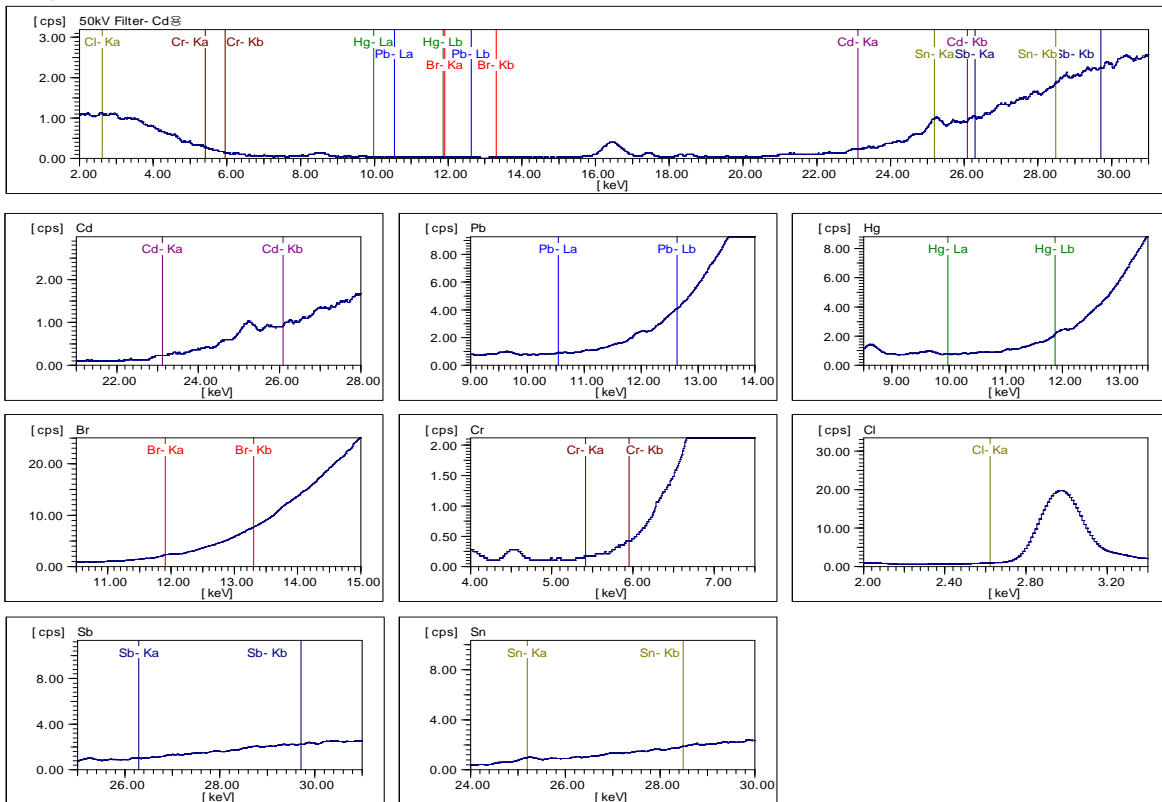 [cps] 50kV Filter- Cd용
3.00
2.00
1.00
0.00
Cl- Ka Cr- Ka Cr- Kb Hg- La Hg- Lb Cd- Ka Cd- Kb
Pb- La Pb- Lb Sn- Ka Sb- Ka Sn- Kb Sb- Kb
Br- Ka Br- Kb
2.00 4.00 6.00 8.00 10.00 12.00 14.00 16.00 18.00 20.00 22.00 24.00 26.00 28.00 30.00
[keV]
[cps] Cd
Cd- Ka Cd- Kb
2.00
1.00
0.00
22.00 24.00 26.00 28.00
[keV]
[cps] Pb
Pb- La Pb- Lb
8.00
6.00
4.00
2.00
0.00
9.00 10.00 11.00 12.00 13.00 14.00
[keV]
[cps] Hg
Hg- La Hg- Lb
8.00
6.00
4.00
2.00
0.00
9.00 10.00 11.00 12.00 13.00
[keV]
[cps] Br
Br- Ka Br- Kb
20.00
10.00
0.00
11.00 12.00 13.00 14.00 15.00
[keV]
[cps] Cr
Cr- Ka Cr- Kb
2.00
1.50
1.00
0.50
0.00
4.00 5.00 6.00 7.00
[keV]
[cps] Cl
Cl- Ka
30.00
20.00
10.00
0.00
2.00 2.40 2.80 3.20
[keV]
[cps] Sb
Sb- Ka Sb- Kb
8.00
4.00
0.00
26.00 28.00 30.00
[keV]
[cps] Sn
Sn- Ka Sn- Kb
8.00
4.00
0.00
24.00 26.00 28.00 30.00
[keV]